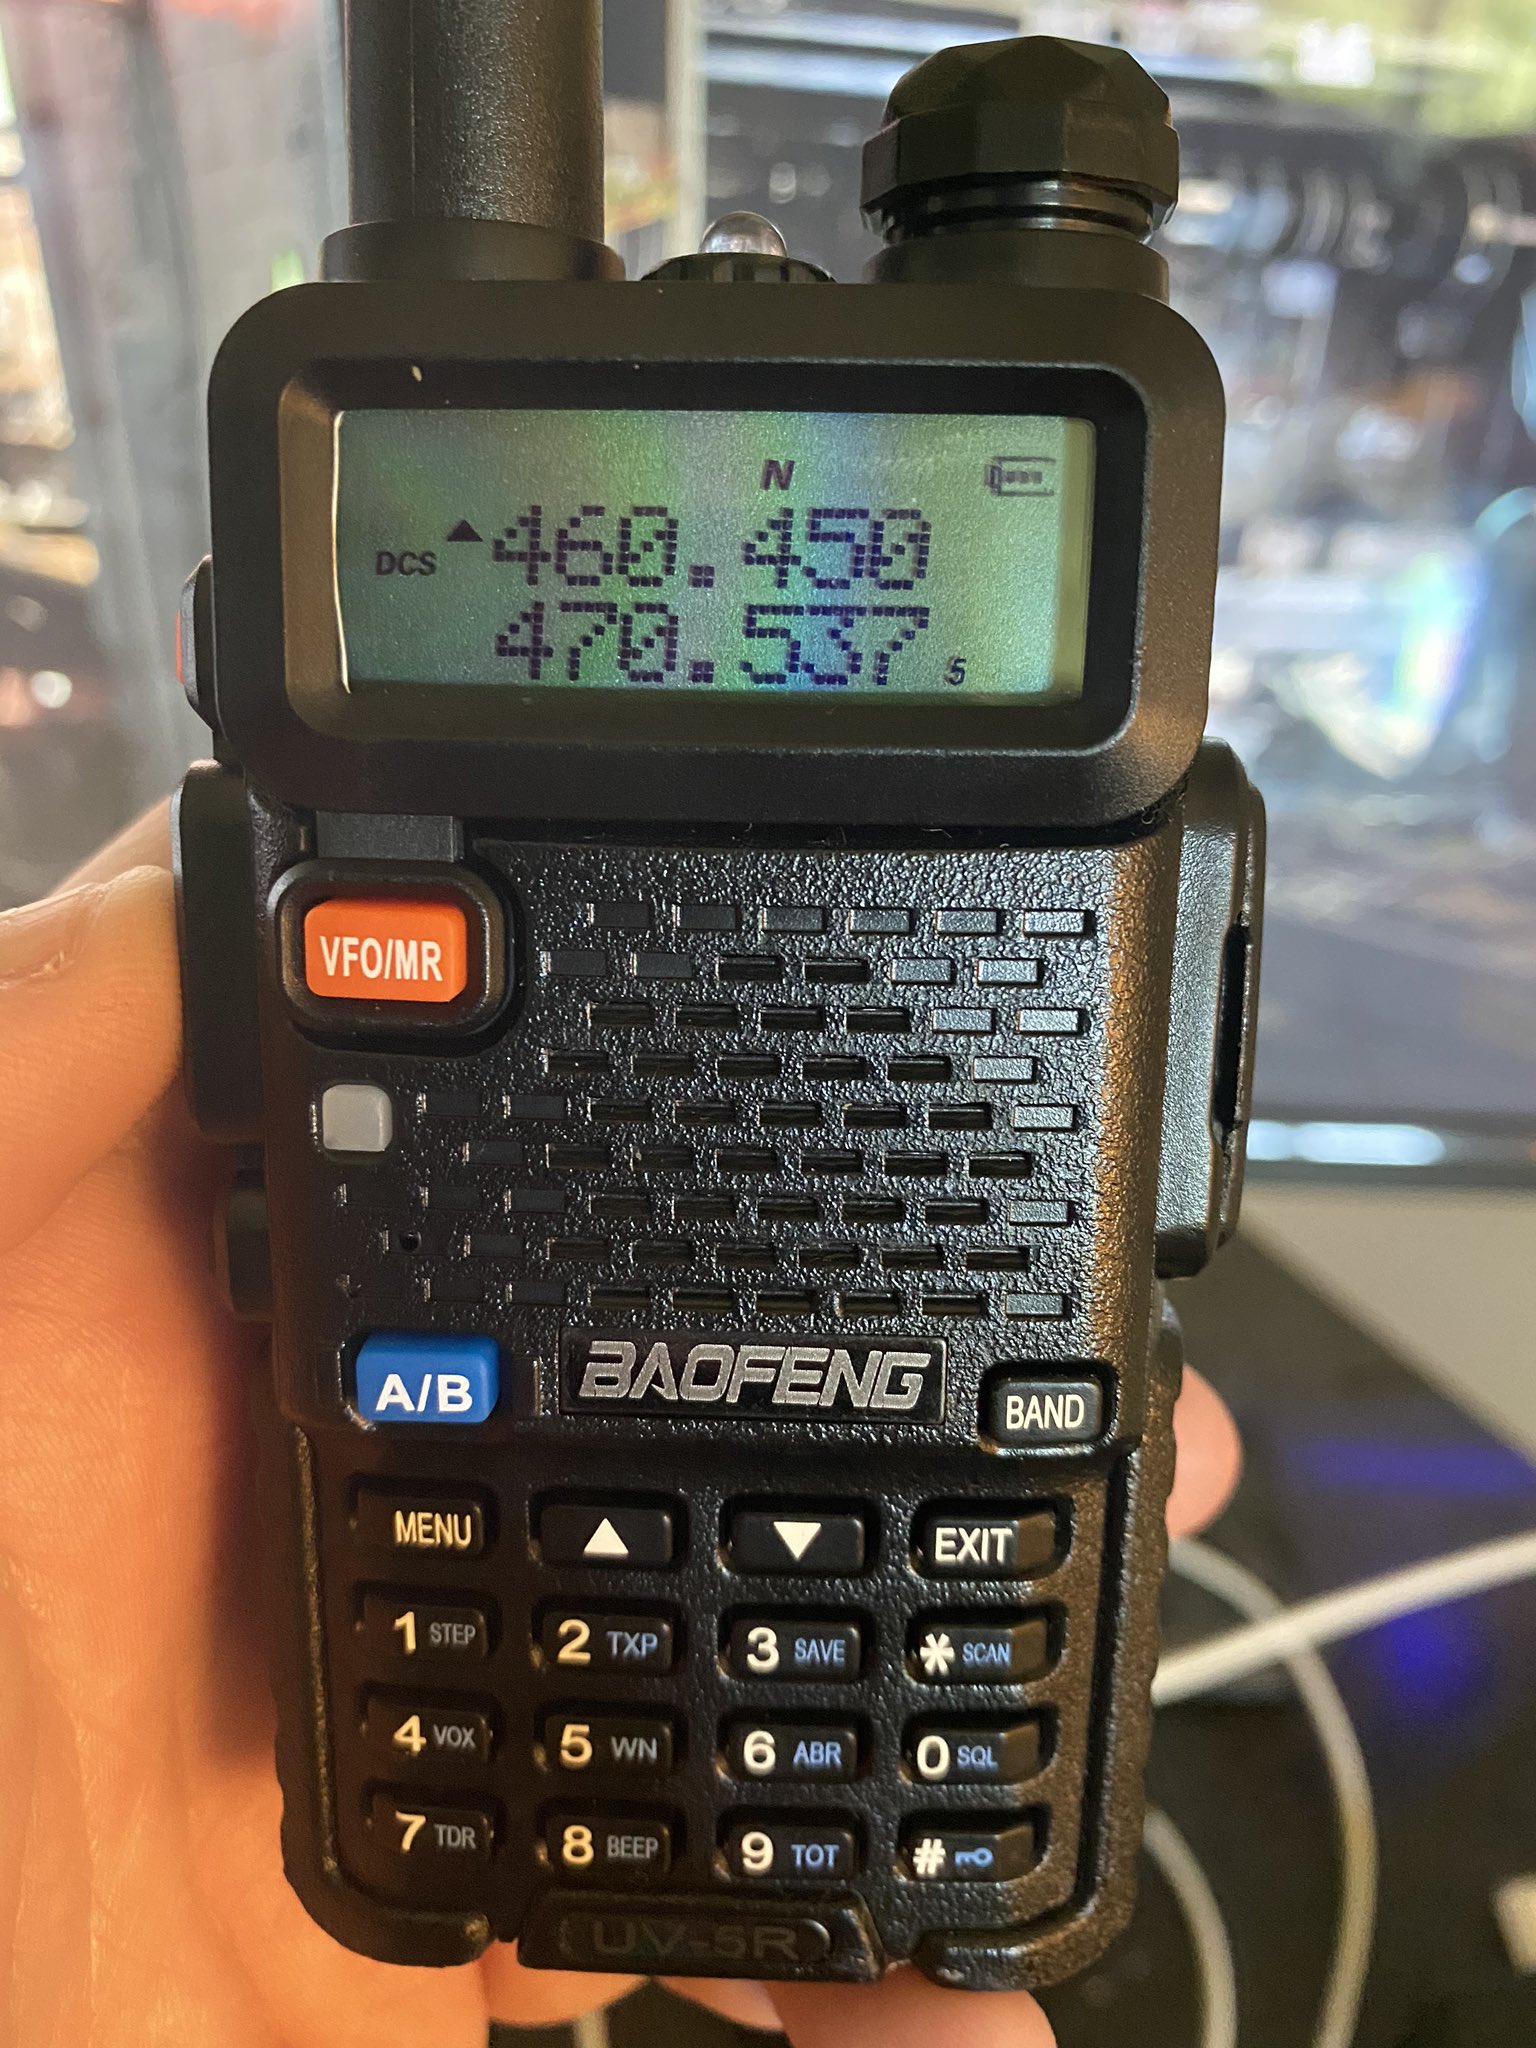 N
DCS ▲ 460.450
470.537 5
VFO/MR
A/B BAOFENG BAND
MENU ▲ ▼ EXIT
1 STEP 2 TXP 3 SAVE * SCAN
4 VOX 5 WN 6 ABR 0 SQL
7 TDR 8 BEEP 9 TOT #
UV-5R